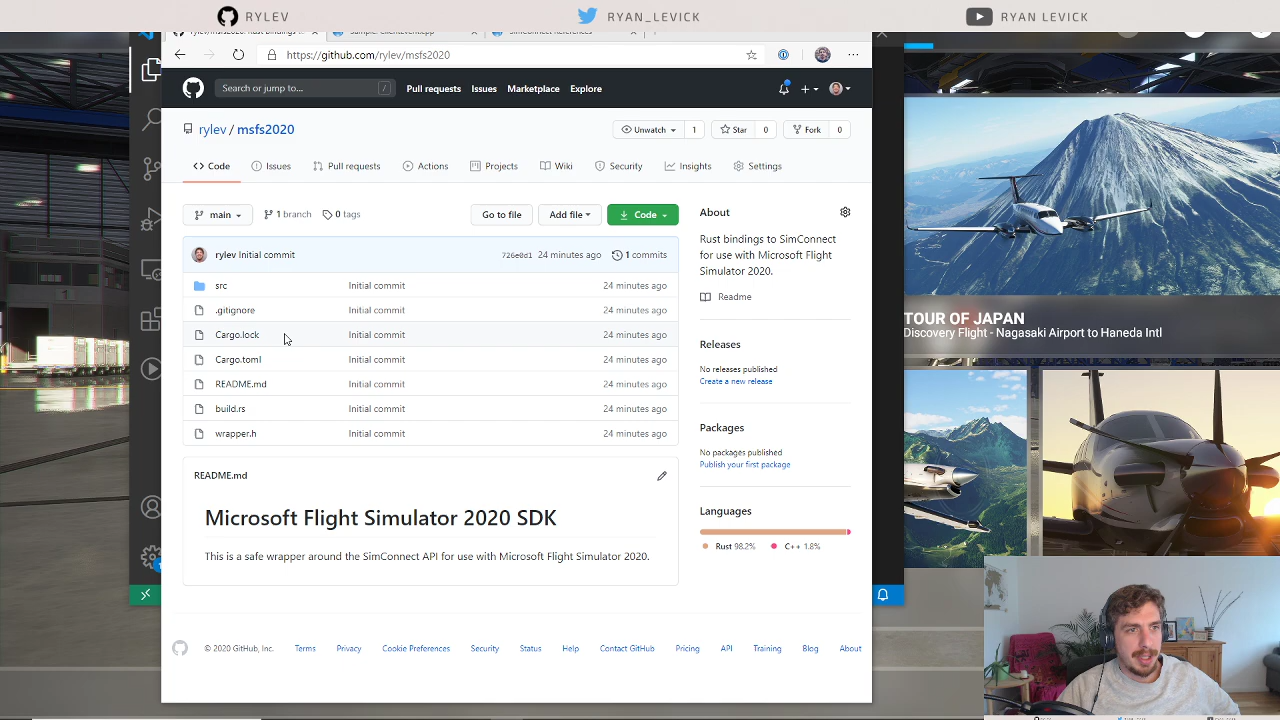 RYLEV
RYAN_LEVICK
RYAN LEVICK
https://github.com/rylev/msfs2020
Search or jump to...
/
Pull requests
Issues
Marketplace
Explore
rylev / msfs2020
Unwatch
1
Star
0
Fork
0
Code
Issues
Pull requests
Actions
Projects
Wiki
Security
Insights
Settings
main
1 branch
0 tags
Go to file
Add file
Code
rylev Initial commit
726e0d1
24 minutes ago
1 commits
src
Initial commit
24 minutes ago
.gitignore
Initial commit
24 minutes ago
Cargo.lock
Initial commit
24 minutes ago
Cargo.toml
Initial commit
24 minutes ago
README.md
Initial commit
24 minutes ago
build.rs
Initial commit
24 minutes ago
wrapper.h
Initial commit
24 minutes ago
README.md
Microsoft Flight Simulator 2020 SDK
This is a safe wrapper around the SimConnect API for use with Microsoft Flight Simulator 2020.
About
Rust bindings to SimConnect
for use with Microsoft Flight
Simulator 2020.
Readme
Releases
No releases published
Create a new release
Packages
No packages published
Publish your first package
Languages
Rust 98.2%
C++ 1.8%
© 2020 GitHub, Inc.
Terms
Privacy
Cookie Preferences
Security
Status
Help
Contact GitHub
Pricing
API
Training
Blog
About
TOUR OF JAPAN
Discovery Flight - Nagasaki Airport to Haneda Intl